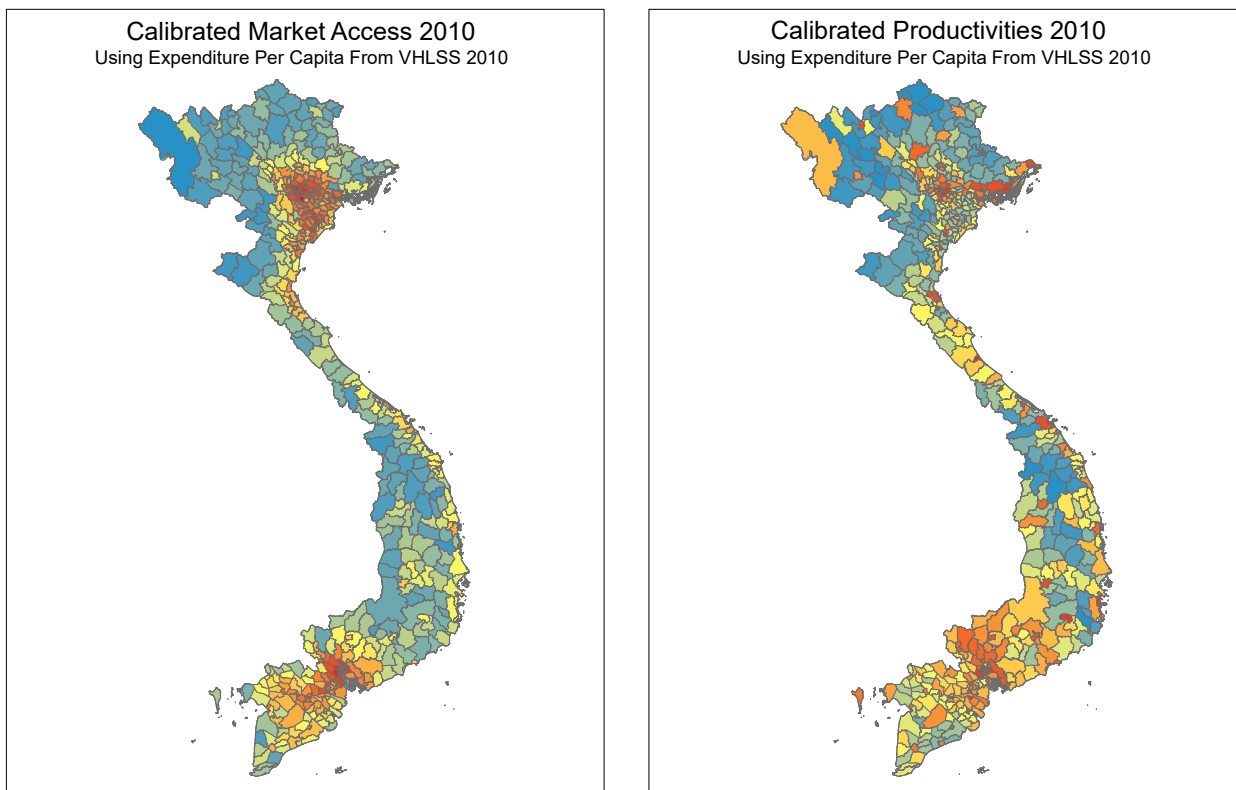 Calibrated Market Access 2010
Using Expenditure Per Capita From VHLSS 2010
Calibrated Productivities 2010
Using Expenditure Per Capita From VHLSS 2010